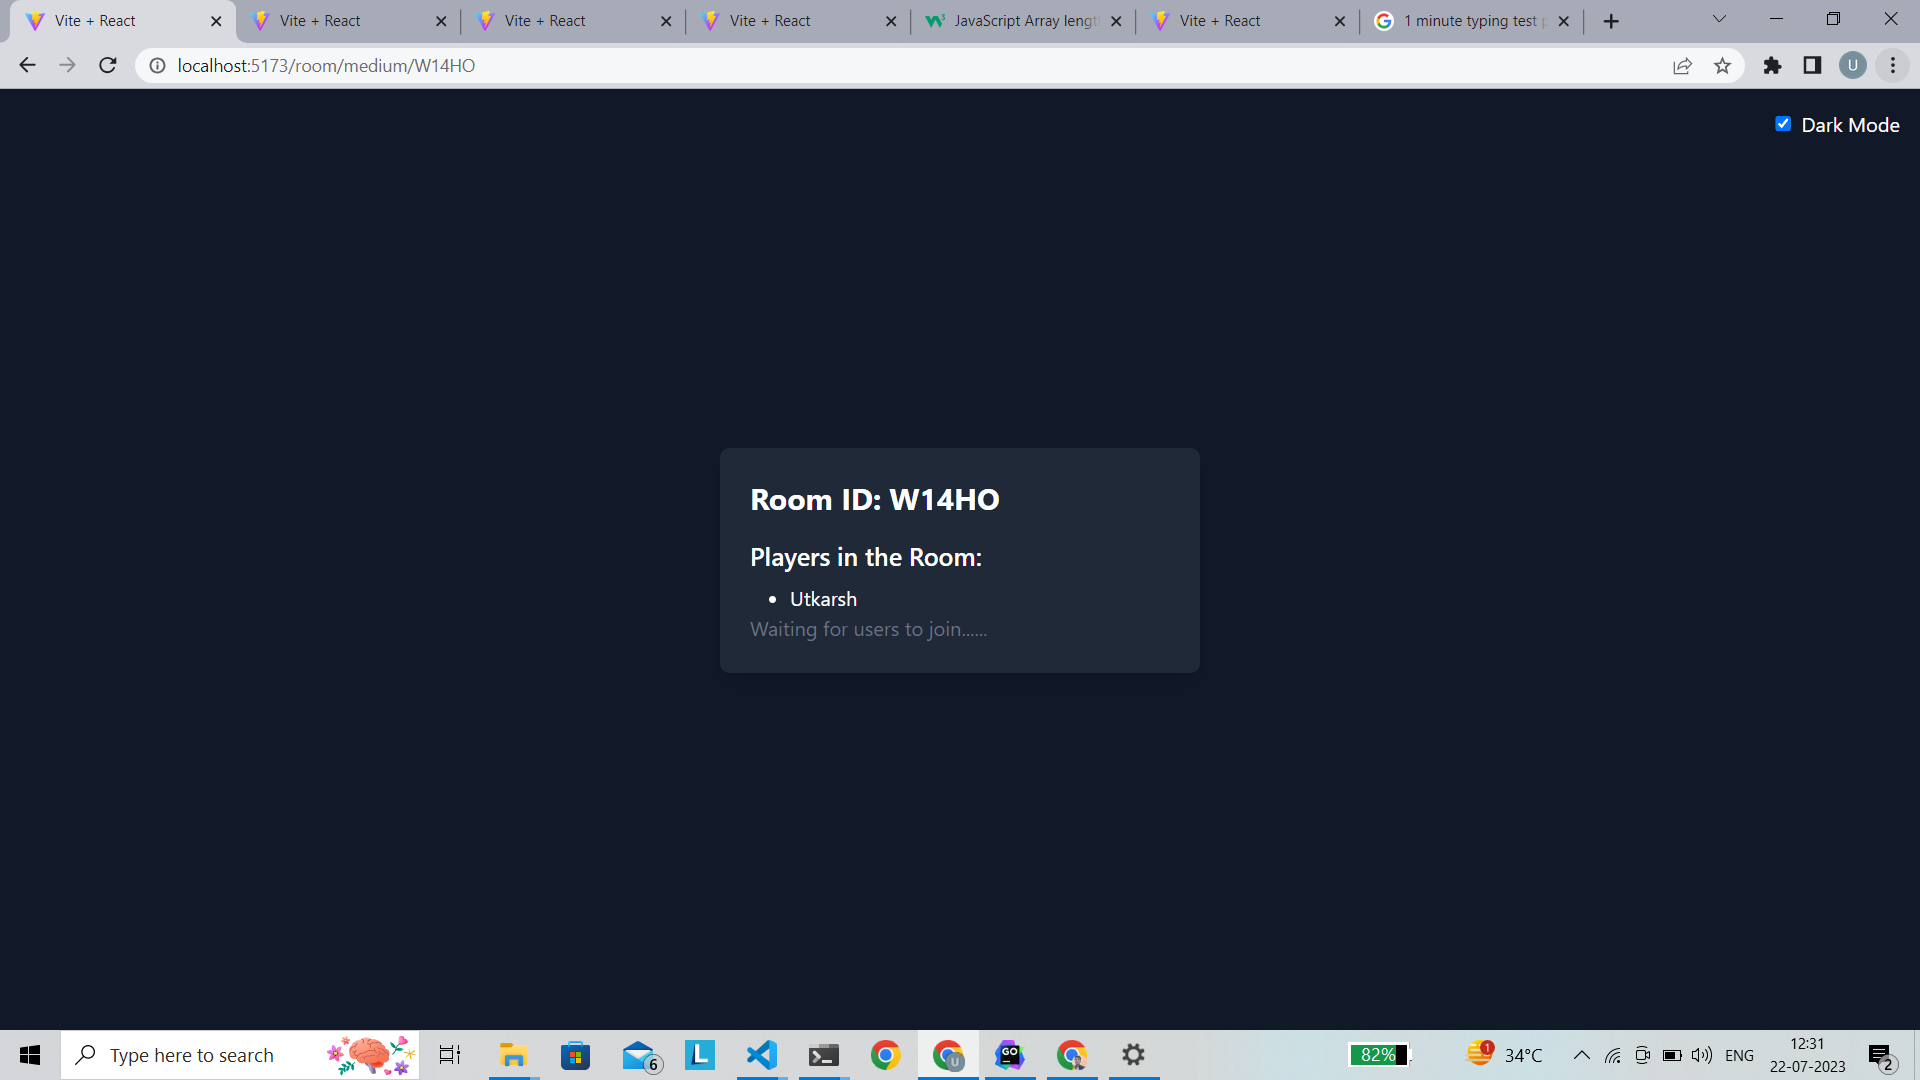 Vite + React
Vite + React
Vite + React
Vite + React
JavaScript Array lengt
Vite + React
1 minute typing test p
localhost:5173/room/medium/W14HO
U
Dark Mode
Room ID: W14HO
Players in the Room:
• Utkarsh
Waiting for users to join......
Type here to search
6
L
U
GO
82%
1
34°C
ENG
12:31
22-07-2023
2